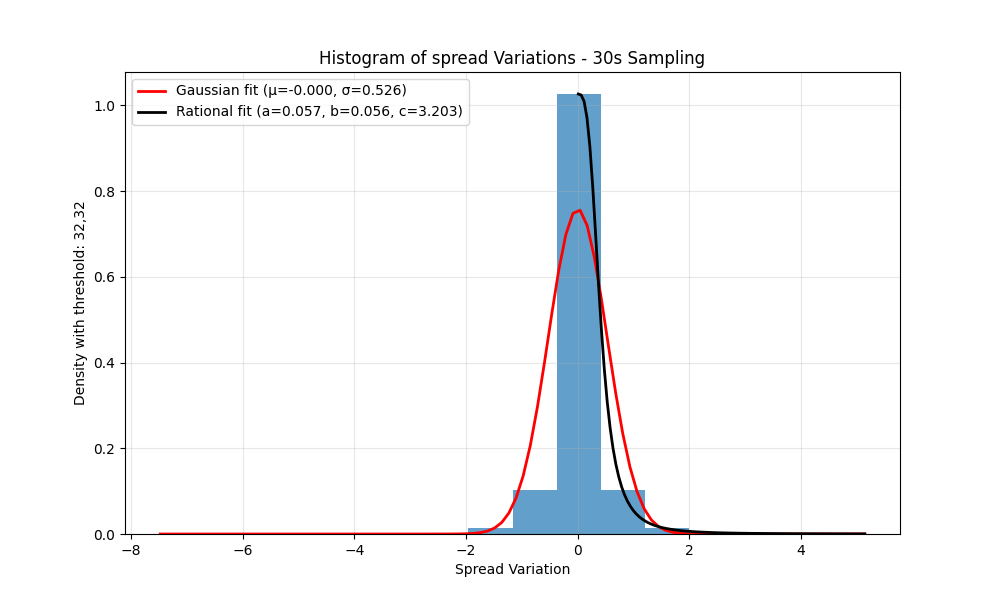 Histogram of spread Variations - 30s Sampling
Gaussian fit (μ=-0.000, σ=0.526)
Rational fit (a=0.057, b=0.056, c=3.203)
Density with threshold: 32,32
1.0
0.8
0.6
0.4
0.2
0.0
−8 −6 −4 −2 0 2 4
Spread Variation